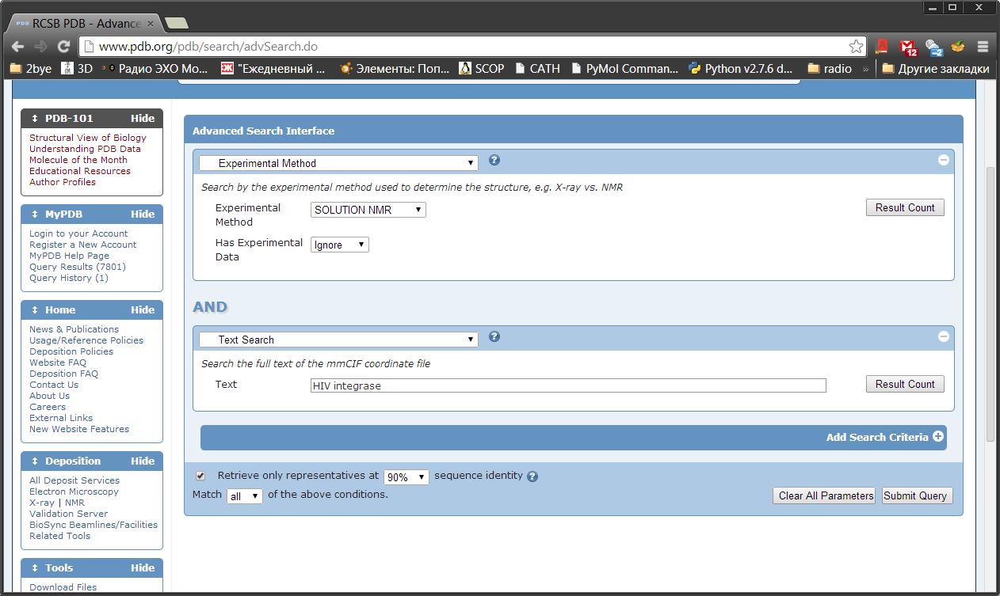 PDB RCSB PDB - Advance
www.pdb.org/pdb/search/advSearch.do
12
-2
2bye 3D Радио ЭХО Мо... "Ежедневный ... Элементы: Поп... SCOP CATH PyMol Comman... Python v2.7.6 d... radio » Другие закладки
PDB-101 Hide
Structural View of Biology
Understanding PDB Data
Molecule of the Month
Educational Resources
Author Profiles
MyPDB Hide
Login to your Account
Register a New Account
MyPDB Help Page
Query Results (7801)
Query History (1)
Home Hide
News & Publications
Usage/Reference Policies
Deposition Policies
Website FAQ
Deposition FAQ
Contact Us
About Us
Careers
External Links
New Website Features
Deposition Hide
All Deposit Services
Electron Microscopy
X-ray | NMR
Validation Server
BioSync Beamlines/Facilities
Related Tools
Tools Hide
Download Files
Advanced Search Interface
Experimental Method ?
Search by the experimental method used to determine the structure, e.g. X-ray vs. NMR
Experimental Method SOLUTION NMR Result Count
Has Experimental Data Ignore
AND
Text Search ?
Search the full text of the mmCIF coordinate file
Text HIV integrase Result Count
Add Search Criteria
Retrieve only representatives at 90% sequence identity ?
Match all of the above conditions.
Clear All Parameters Submit Query